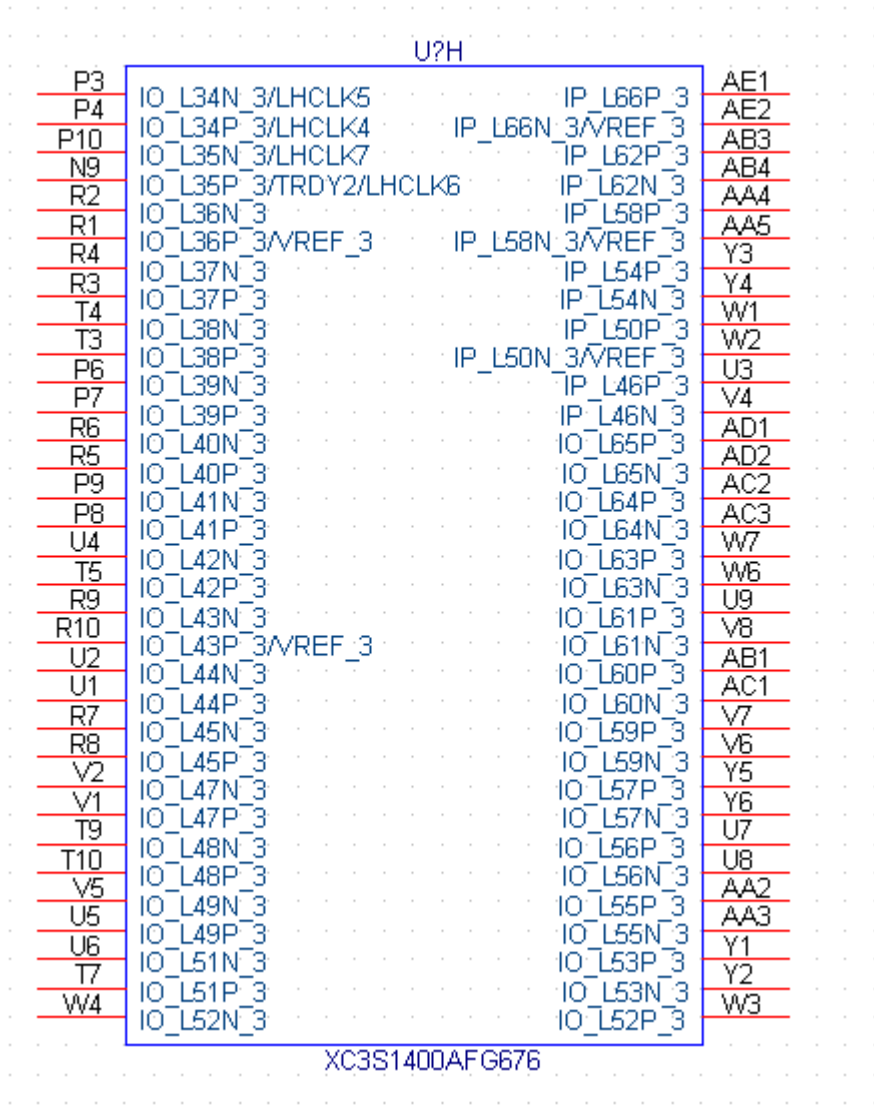 U?H
P3 IO_L34N_3/LHCLK5 IP_L66P_3 AE1
P4 IO_L34P_3/LHCLK4 IP_L66N_3/VREF_3 AE2
P10 IO_L35N_3/LHCLK7 IP_L62P_3 AB3
N9 IO_L35P_3/TRDY2/LHCLK6 IP_L62N_3 AB4
R2 IO_L36N_3 IP_L58P_3 AA4
R1 IO_L36P_3/VREF_3 IP_L58N_3/VREF_3 AA5
R4 IO_L37N_3 IP_L54P_3 Y3
R3 IO_L37P_3 IP_L54N_3 Y4
T4 IO_L38N_3 IP_L50P_3 W1
T3 IO_L38P_3 IP_L50N_3/VREF_3 W2
P6 IO_L39N_3 IP_L46P_3 U3
P7 IO_L39P_3 IP_L46N_3 V4
R6 IO_L40N_3 IO_L65P_3 AD1
R5 IO_L40P_3 IO_L65N_3 AD2
P9 IO_L41N_3 IO_L64P_3 AC2
P8 IO_L41P_3 IO_L64N_3 AC3
U4 IO_L42N_3 IO_L63P_3 W7
T5 IO_L42P_3 IO_L63N_3 W6
R9 IO_L43N_3 IO_L61P_3 U9
R10 IO_L43P_3/VREF_3 IO_L61N_3 V8
U2 IO_L44N_3 IO_L60P_3 AB1
U1 IO_L44P_3 IO_L60N_3 AC1
R7 IO_L45N_3 IO_L59P_3 V7
R8 IO_L45P_3 IO_L59N_3 V6
V2 IO_L47N_3 IO_L57P_3 Y5
V1 IO_L47P_3 IO_L57N_3 Y6
T9 IO_L48N_3 IO_L56P_3 U7
T10 IO_L48P_3 IO_L56N_3 U8
V5 IO_L49N_3 IO_L55P_3 AA2
U5 IO_L49P_3 IO_L55N_3 AA3
U6 IO_L51N_3 IO_L53P_3 Y1
T7 IO_L51P_3 IO_L53N_3 Y2
W4 IO_L52N_3 IO_L52P_3 W3
XC3S1400AFG676